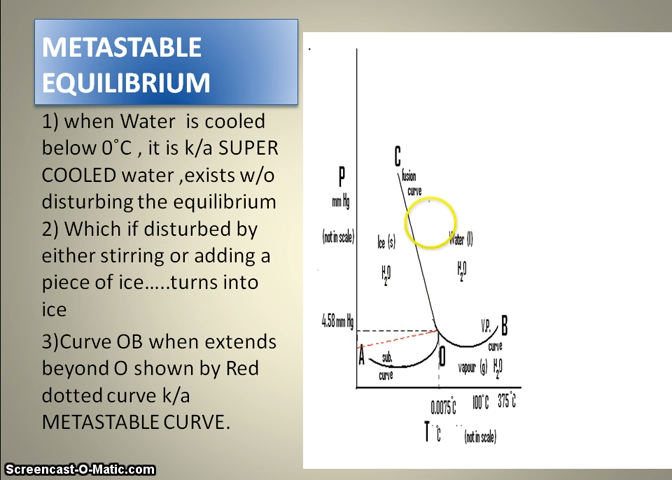 METASTABLE
EQUILIBRIUM
1) when Water is cooled
below 0˚C , it is k/a SUPER
COOLED water ,exists w/o
disturbing the equilibrium
2) Which if disturbed by
either stirring or adding a
piece of ice.....turns into
ice
3)Curve OB when extends
beyond O shown by Red
dotted curve k/a
METASTABLE CURVE.
C
fusion
curve
P
mm Hg
(not in scale)
Ice (s)
H2O
Water (l)
H2O
4.58 mm Hg
A
sub.
curve
O
V.P.
curve
B
vapour (g) H2O
0.0075˚C 100˚C 375˚C
T ˚C (not in scale)
Screencast-O-Matic.com